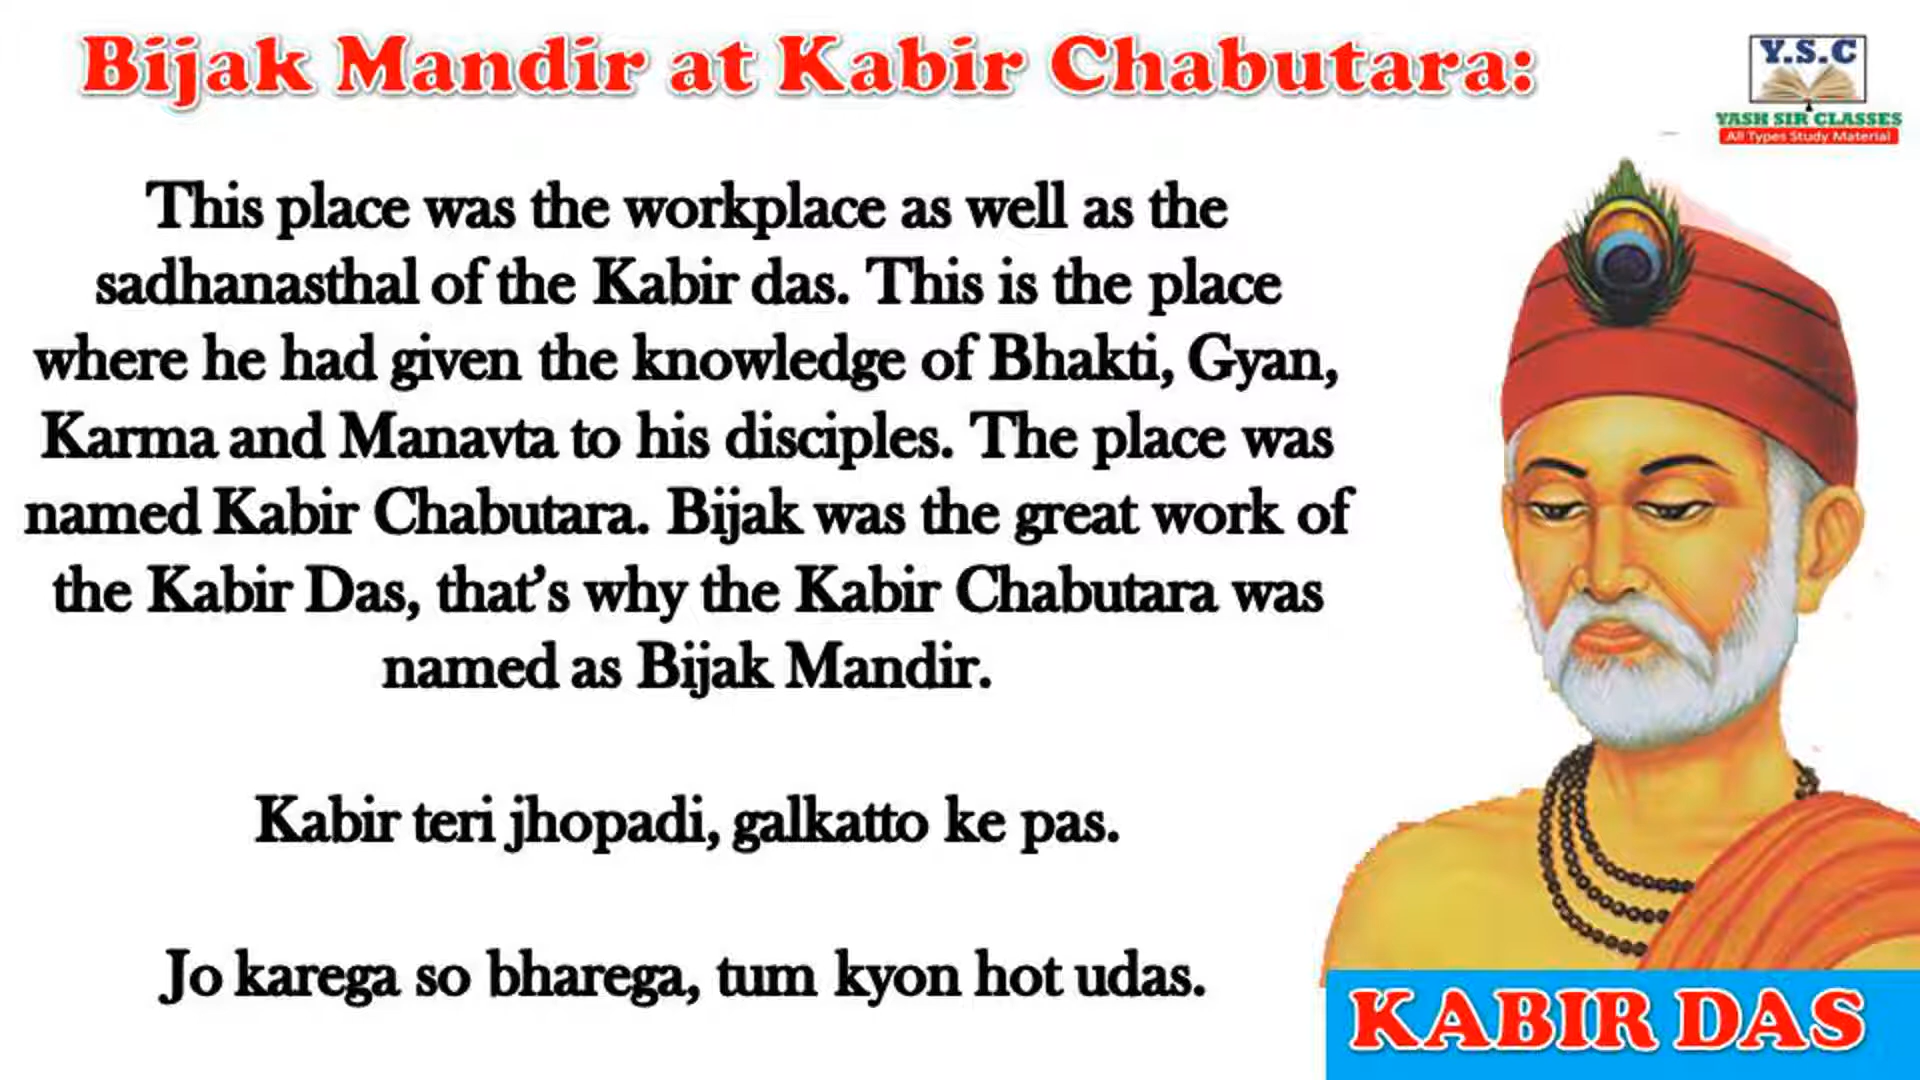 Bijak Mandir at Kabir Chabutara:
Y.S.C
YASH SIR CLASSES
All Types Study Material
This place was the workplace as well as the
sadhanasthal of the Kabir das. This is the place
where he had given the knowledge of Bhakti, Gyan,
Karma and Manavta to his disciples. The place was
named Kabir Chabutara. Bijak was the great work of
the Kabir Das, that’s why the Kabir Chabutara was
named as Bijak Mandir.
Kabir teri jhopadi, galkatto ke pas.
Jo karega so bharega, tum kyon hot udas.
KABIR DAS